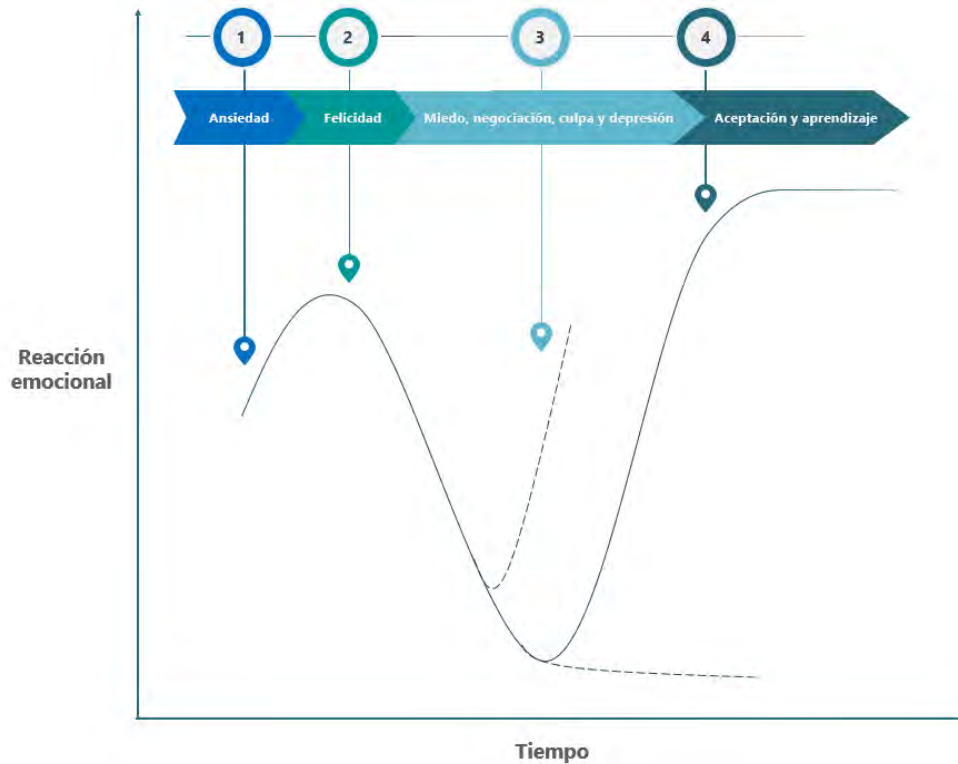 1
2
3
4
Ansiedad
Felicidad
Miedo, negociación, culpa y depresión
Aceptación y aprendizaje
Reacción
emocional
Tiempo